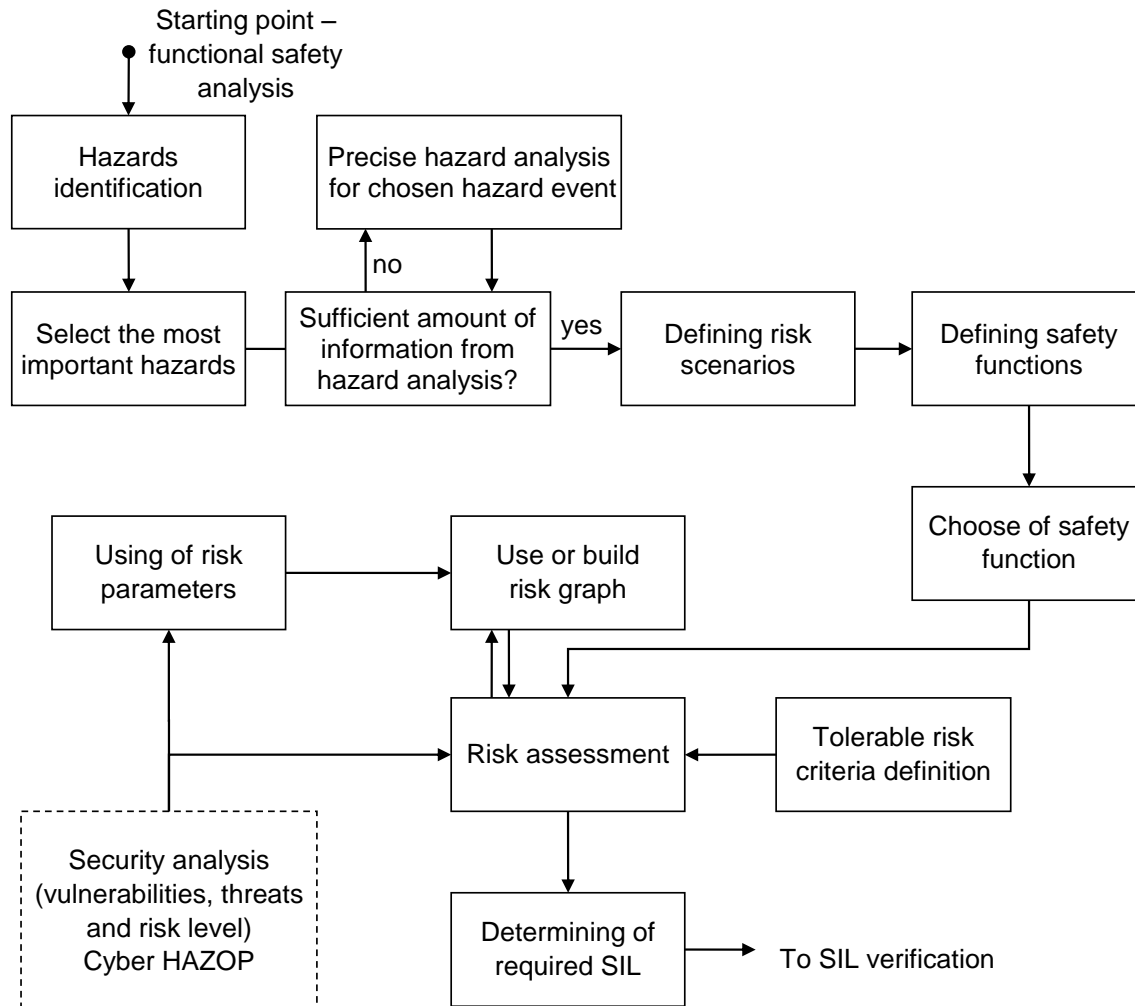 Starting point –
functional safety
analysis
Hazards
identification
Precise hazard analysis
for chosen hazard event
no
Select the most
important hazards
Sufficient amount of
information from
hazard analysis?
yes
Defining risk
scenarios
Defining safety
functions
Choose of safety
function
Using of risk
parameters
Use or build
risk graph
Risk assessment
Tolerable risk
criteria definition
Security analysis
(vulnerabilities, threats
and risk level)
Cyber HAZOP
Determining of
required SIL
To SIL verification